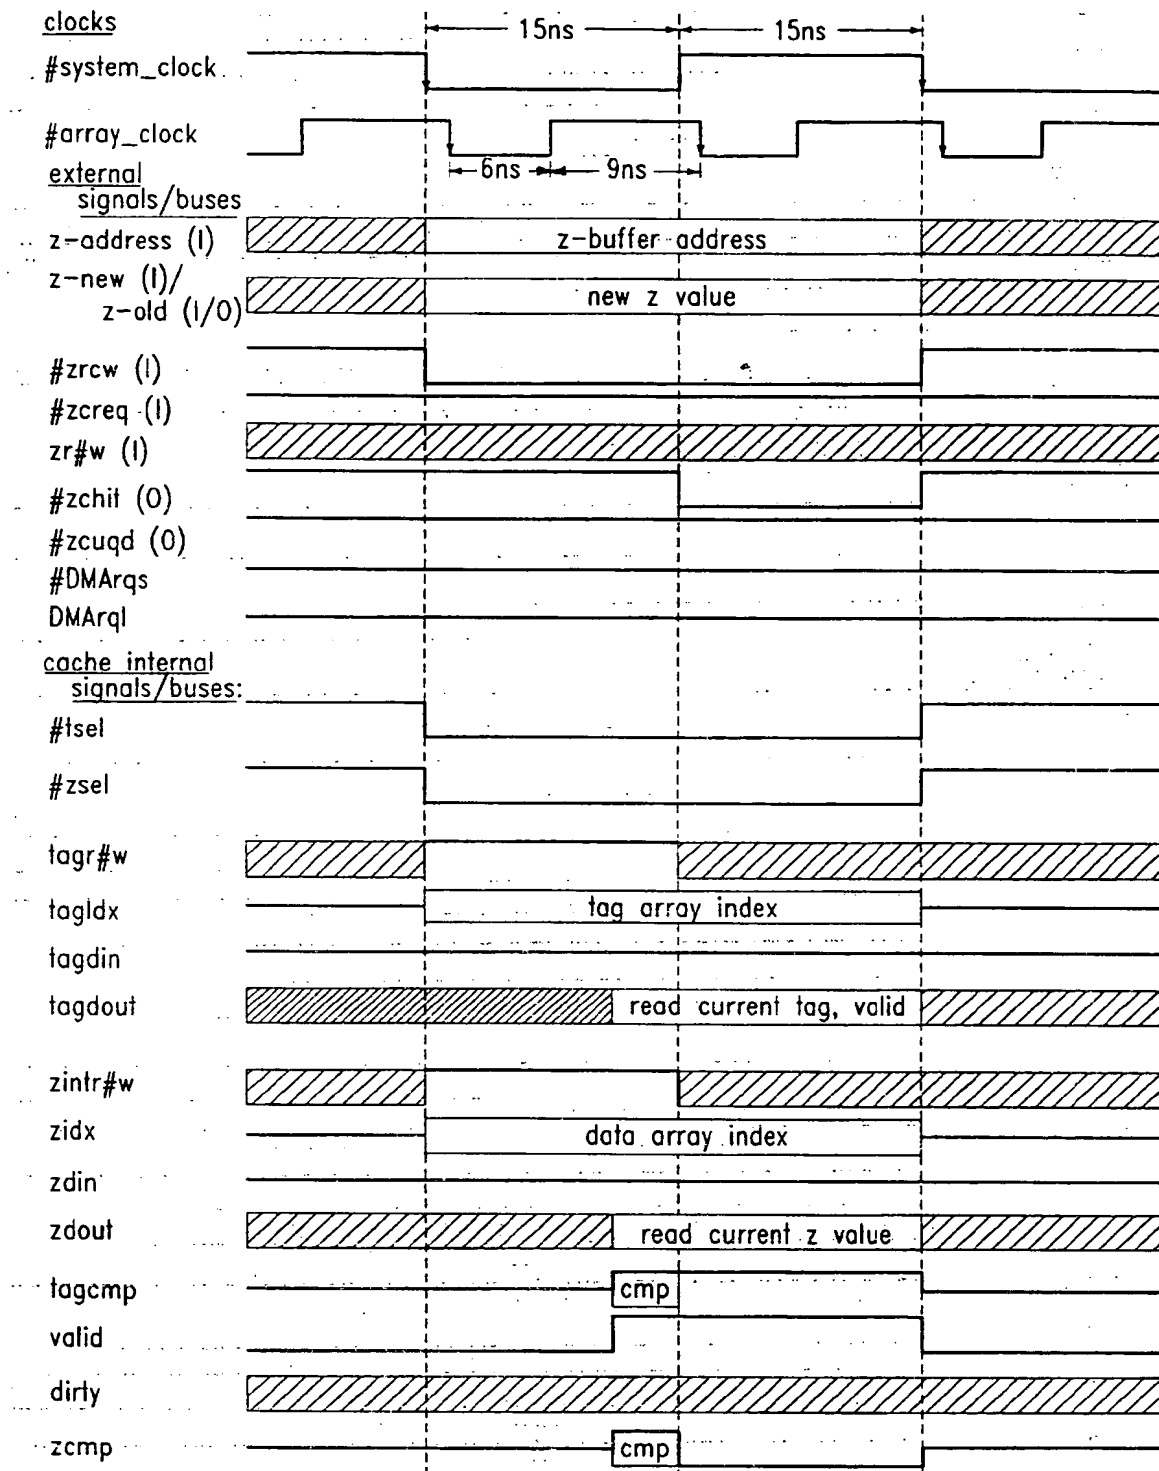 clocks
15ns 15ns
#system_clock
#array_clock
6ns 9ns
external
signals/buses
z-address (I) z-buffer address
z-new (I)/
z-old (I/O) new z value
#zrcw (I)
#zcreq (I)
zr#w (I)
#zchit (O)
#zcuqd (O)
#DMArqs
DMArql
cache internal
signals/buses:
#tsel
#zsel
tagr#w
tagIdx tag array index
tagdin
tagdout read current tag, valid
zintr#w
zidx data array index
zdin
zdout read current z value
tagcmp cmp
valid
dirty
zcmp cmp